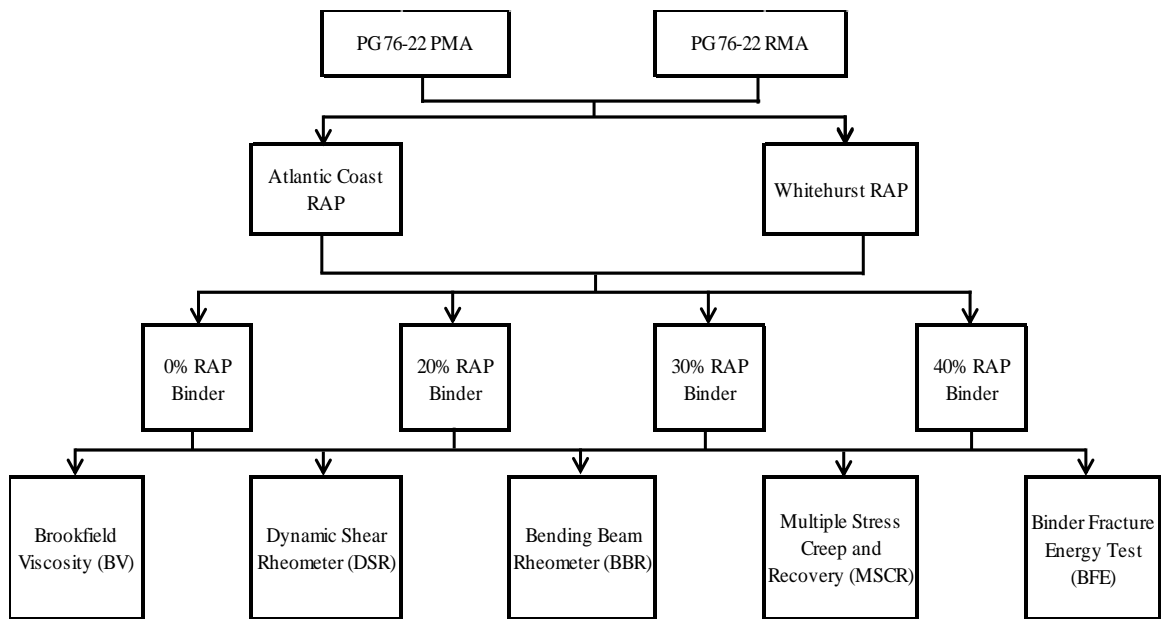 PG76-22 PMA
PG76-22 RMA
Atlantic Coast
RAP
Whitehurst RAP
0% RAP
Binder
20% RAP
Binder
30% RAP
Binder
40% RAP
Binder
Brookfield
Viscosity (BV)
Dynamic Shear
Rheometer (DSR)
Bending Beam
Rheometer (BBR)
Multiple Stress
Creep and
Recovery (MSCR)
Binder Fracture
Energy Test
(BFE)